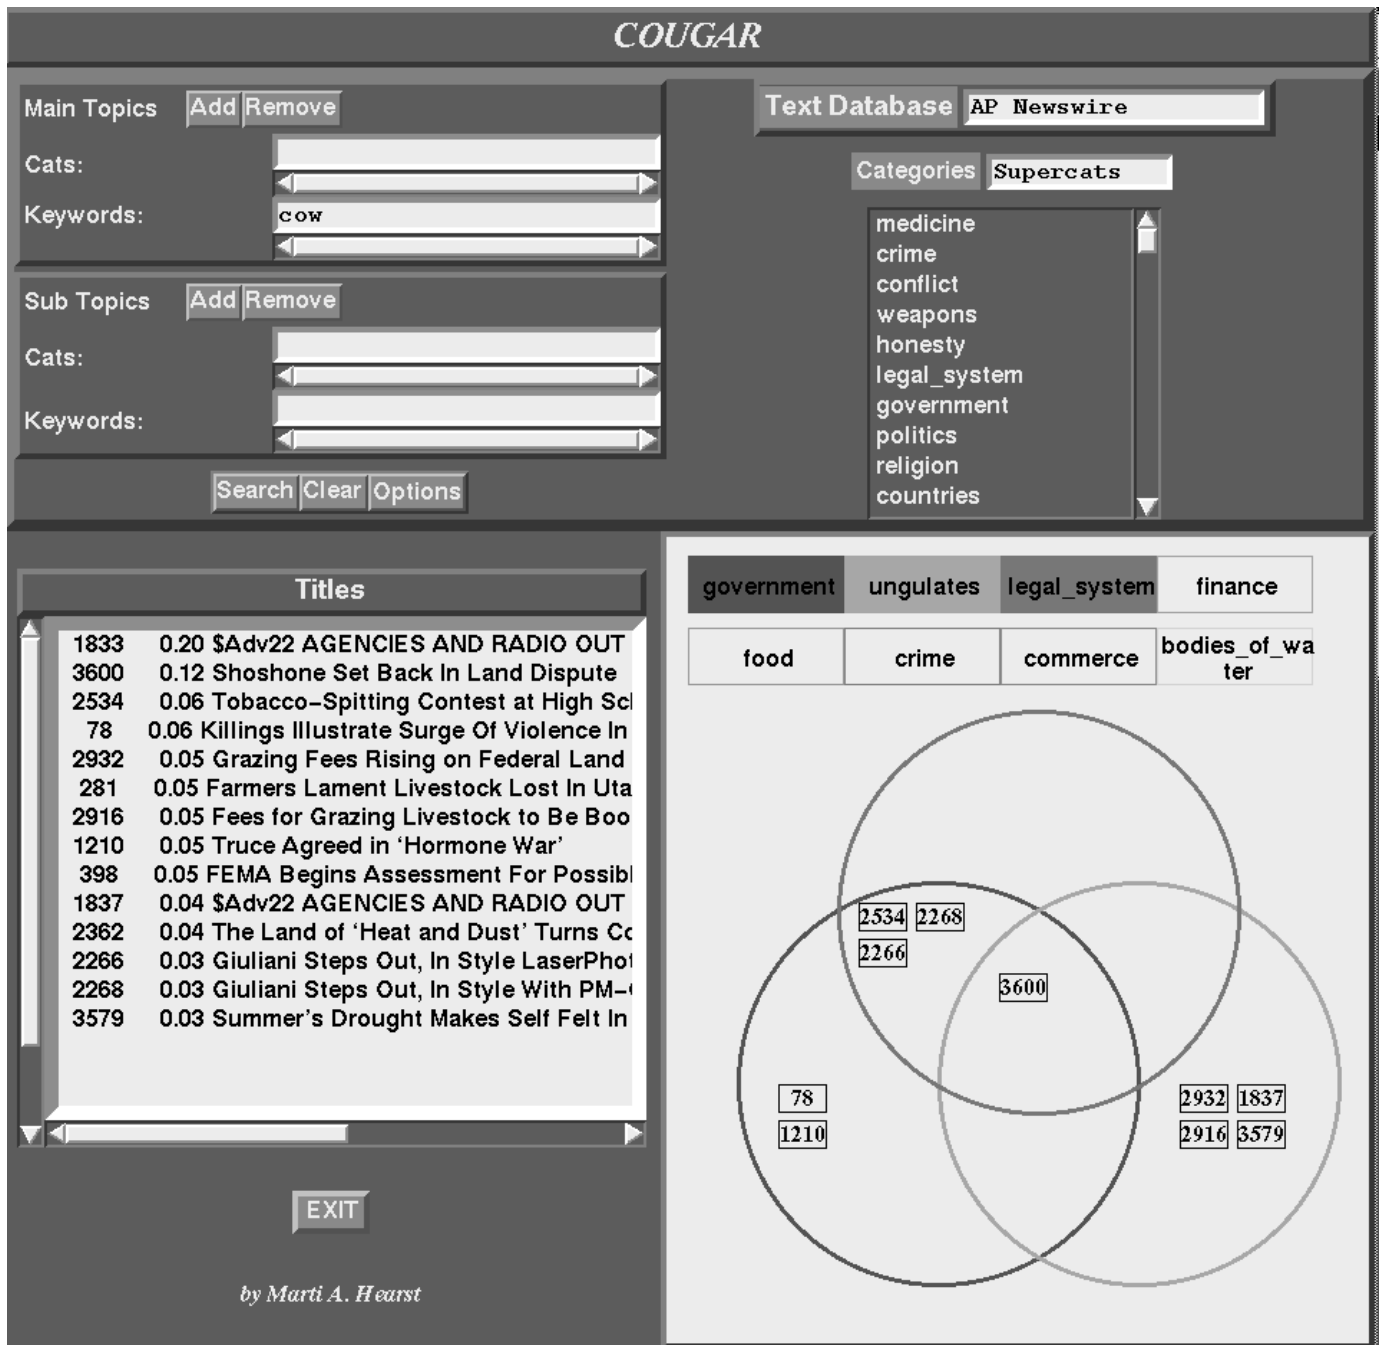 COUGAR
Main Topics Add Remove
Cats:
Keywords: cow
Sub Topics Add Remove
Cats:
Keywords:
Search Clear Options
Text Database AP Newswire
Categories Supercats
medicine
crime
conflict
weapons
honesty
legal_system
government
politics
religion
countries
Titles
1833 0.20 $Adv22 AGENCIES AND RADIO OUT
3600 0.12 Shoshone Set Back In Land Dispute
2534 0.06 Tobacco-Spitting Contest at High Scl
78 0.06 Killings Illustrate Surge Of Violence In
2932 0.05 Grazing Fees Rising on Federal Land
281 0.05 Farmers Lament Livestock Lost In Uta
2916 0.05 Fees for Grazing Livestock to Be Boo
1210 0.05 Truce Agreed in ‘Hormone War’
398 0.05 FEMA Begins Assessment For Possibl
1837 0.04 $Adv22 AGENCIES AND RADIO OUT
2362 0.04 The Land of ‘Heat and Dust’ Turns Co
2266 0.03 Giuliani Steps Out, In Style LaserPhot
2268 0.03 Giuliani Steps Out, In Style With PM-
3579 0.03 Summer’s Drought Makes Self Felt In
EXIT
by Marti A. Hearst
government ungulates legal_system finance
food crime commerce bodies_of_wa
ter
2534 2268
2266
3600
78
1210
2932 1837
2916 3579